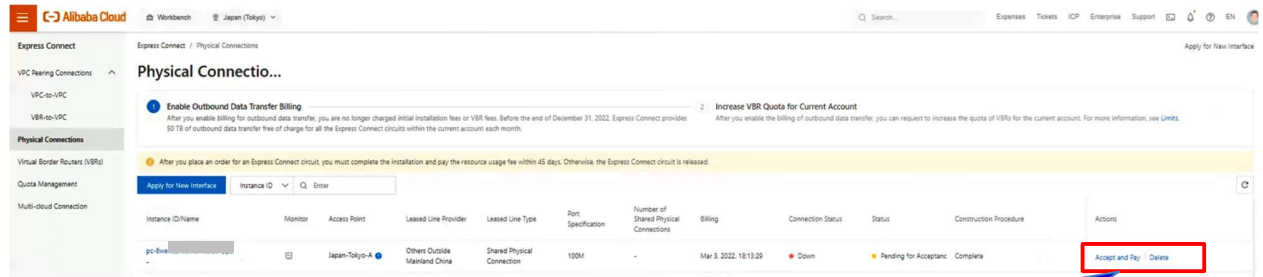 Alibaba Cloud Workbench Japan (Tokyo) Search... Expenses Tickets ICP Enterprise Support EN
Express Connect
VPC Peering Connections
VPC-to-VPC
VBR-to-VPC
Physical Connections
Virtual Border Routers (VBRs)
Quota Management
Multi-cloud Connection
Express Connect / Physical Connections
Apply for New Interface
Physical Connectio...
1 Enable Outbound Data Transfer Billing
After you enable billing for outbound data transfer, you are no longer charged initial installation fees or VBR fees. Before the end of December 31, 2022, Express Connect provides
50 TB of outbound data transfer free of charge for all the Express Connect circuits within the current account each month.
2 Increase VBR Quota for Current Account
After you enable the billing of outbound data transfer, you can request to increase the quota of VBRs for the current account. For more information, see Limits.
After you place an order for an Express Connect circuit, you must complete the installation and pay the resource usage fee within 45 days. Otherwise, the Express Connect circuit is released.
Apply for New Interface Instance ID Enter
Instance ID/Name Monitor Access Point Leased Line Provider Leased Line Type Port Specification Number of Shared Physical Connections Billing Connection Status Status Construction Procedure Actions
pc-6we
-
Japan-Tokyo-A Others Outside Mainland China Shared Physical Connection 100M - Mar 3, 2022, 18:13:29 Down Pending for Acceptanc Complete Accept and Pay Delete